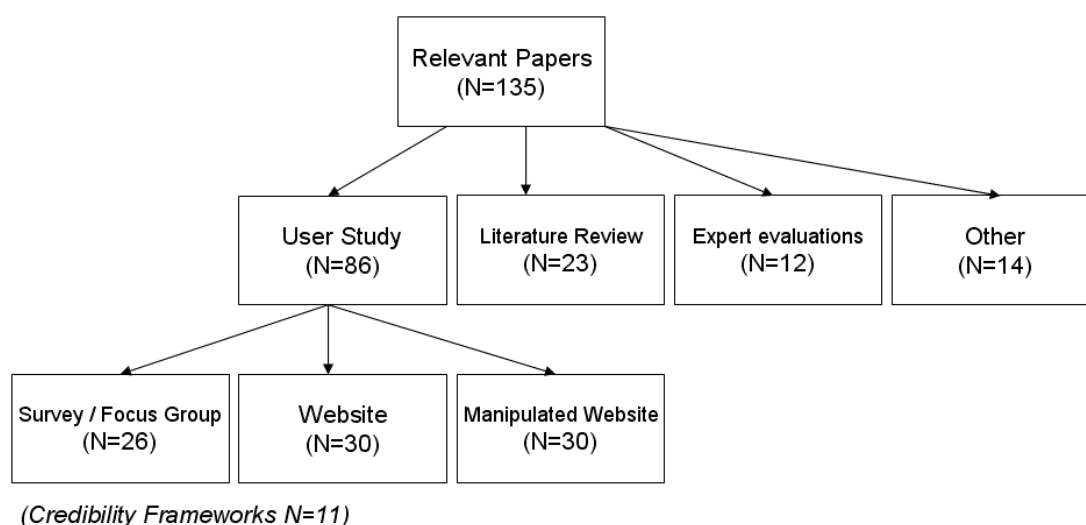 Relevant Papers
(N=135)
User Study
(N=86)
Literature Review
(N=23)
Expert evaluations
(N=12)
Other
(N=14)
Survey / Focus Group
(N=26)
Website
(N=30)
Manipulated Website
(N=30)
(Credibility Frameworks N=11)